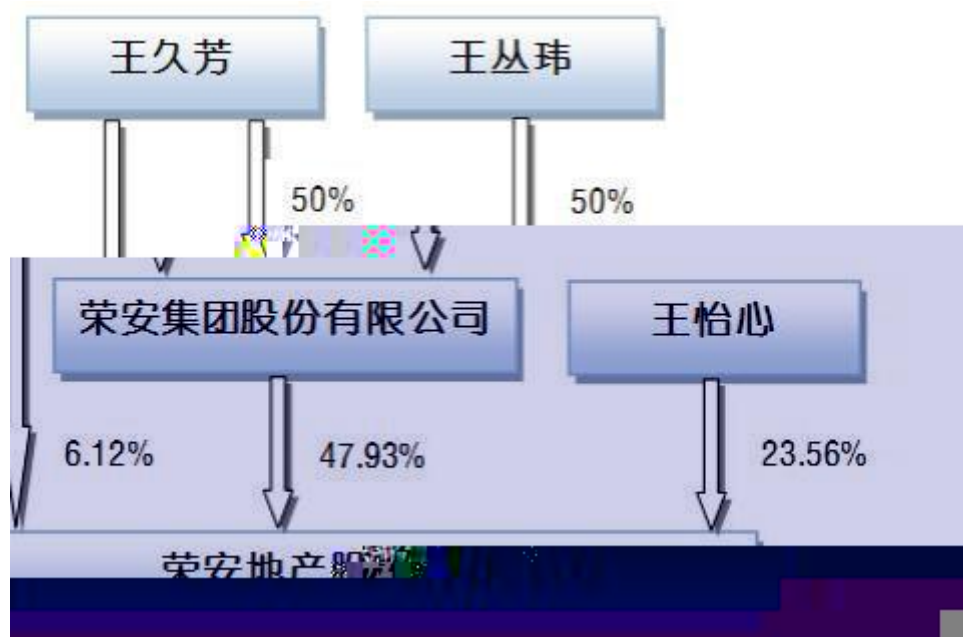 王久芳
王丛玮
50%
50%
荣安集团股份有限公司
王怡心
6.12%
47.93%
23.56%
荣安地产